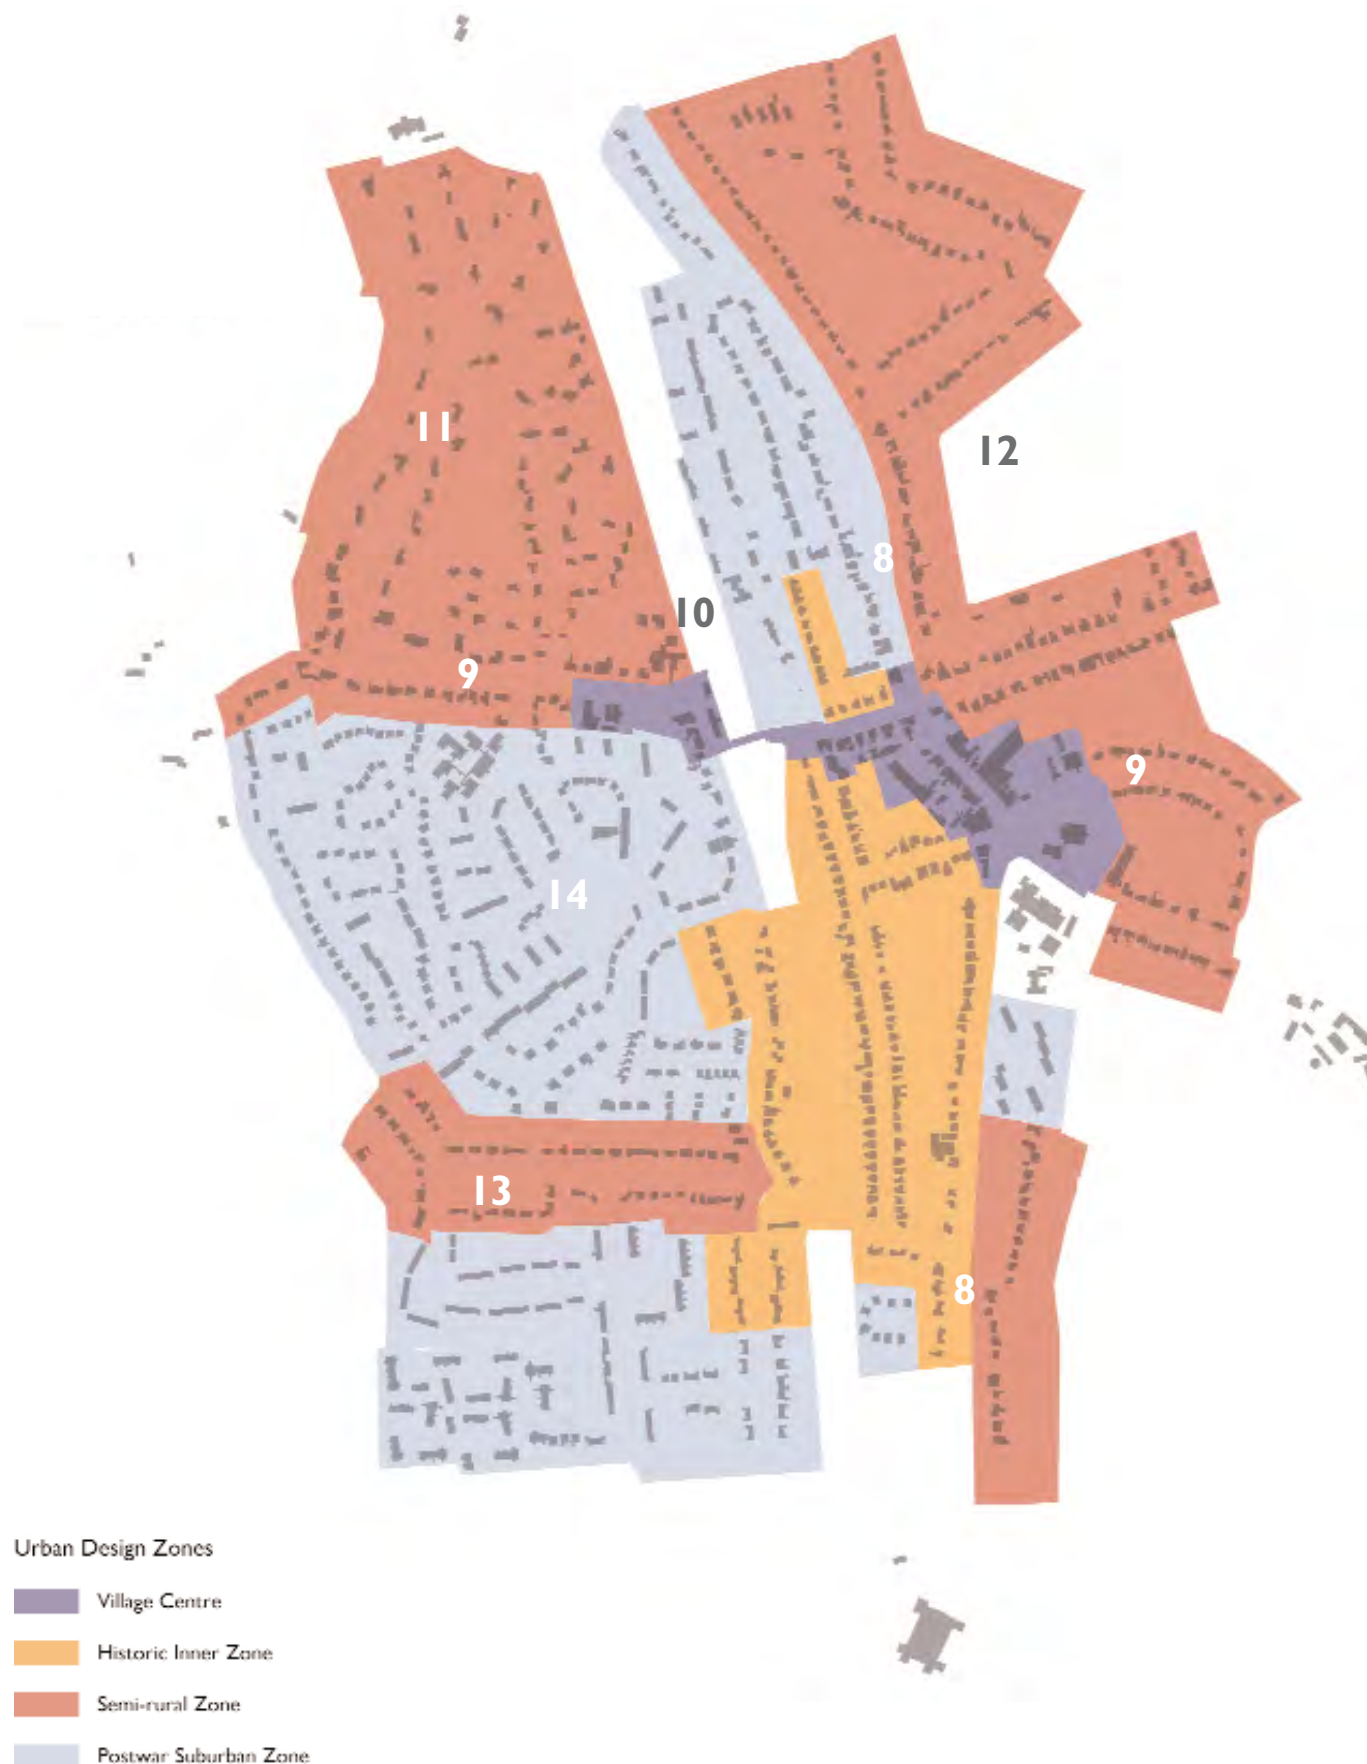 11
12
8
10
9
9
14
13
8
Urban Design Zones
Village Centre
Historic Inner Zone
Semi-rural Zone
Postwar Suburban Zone